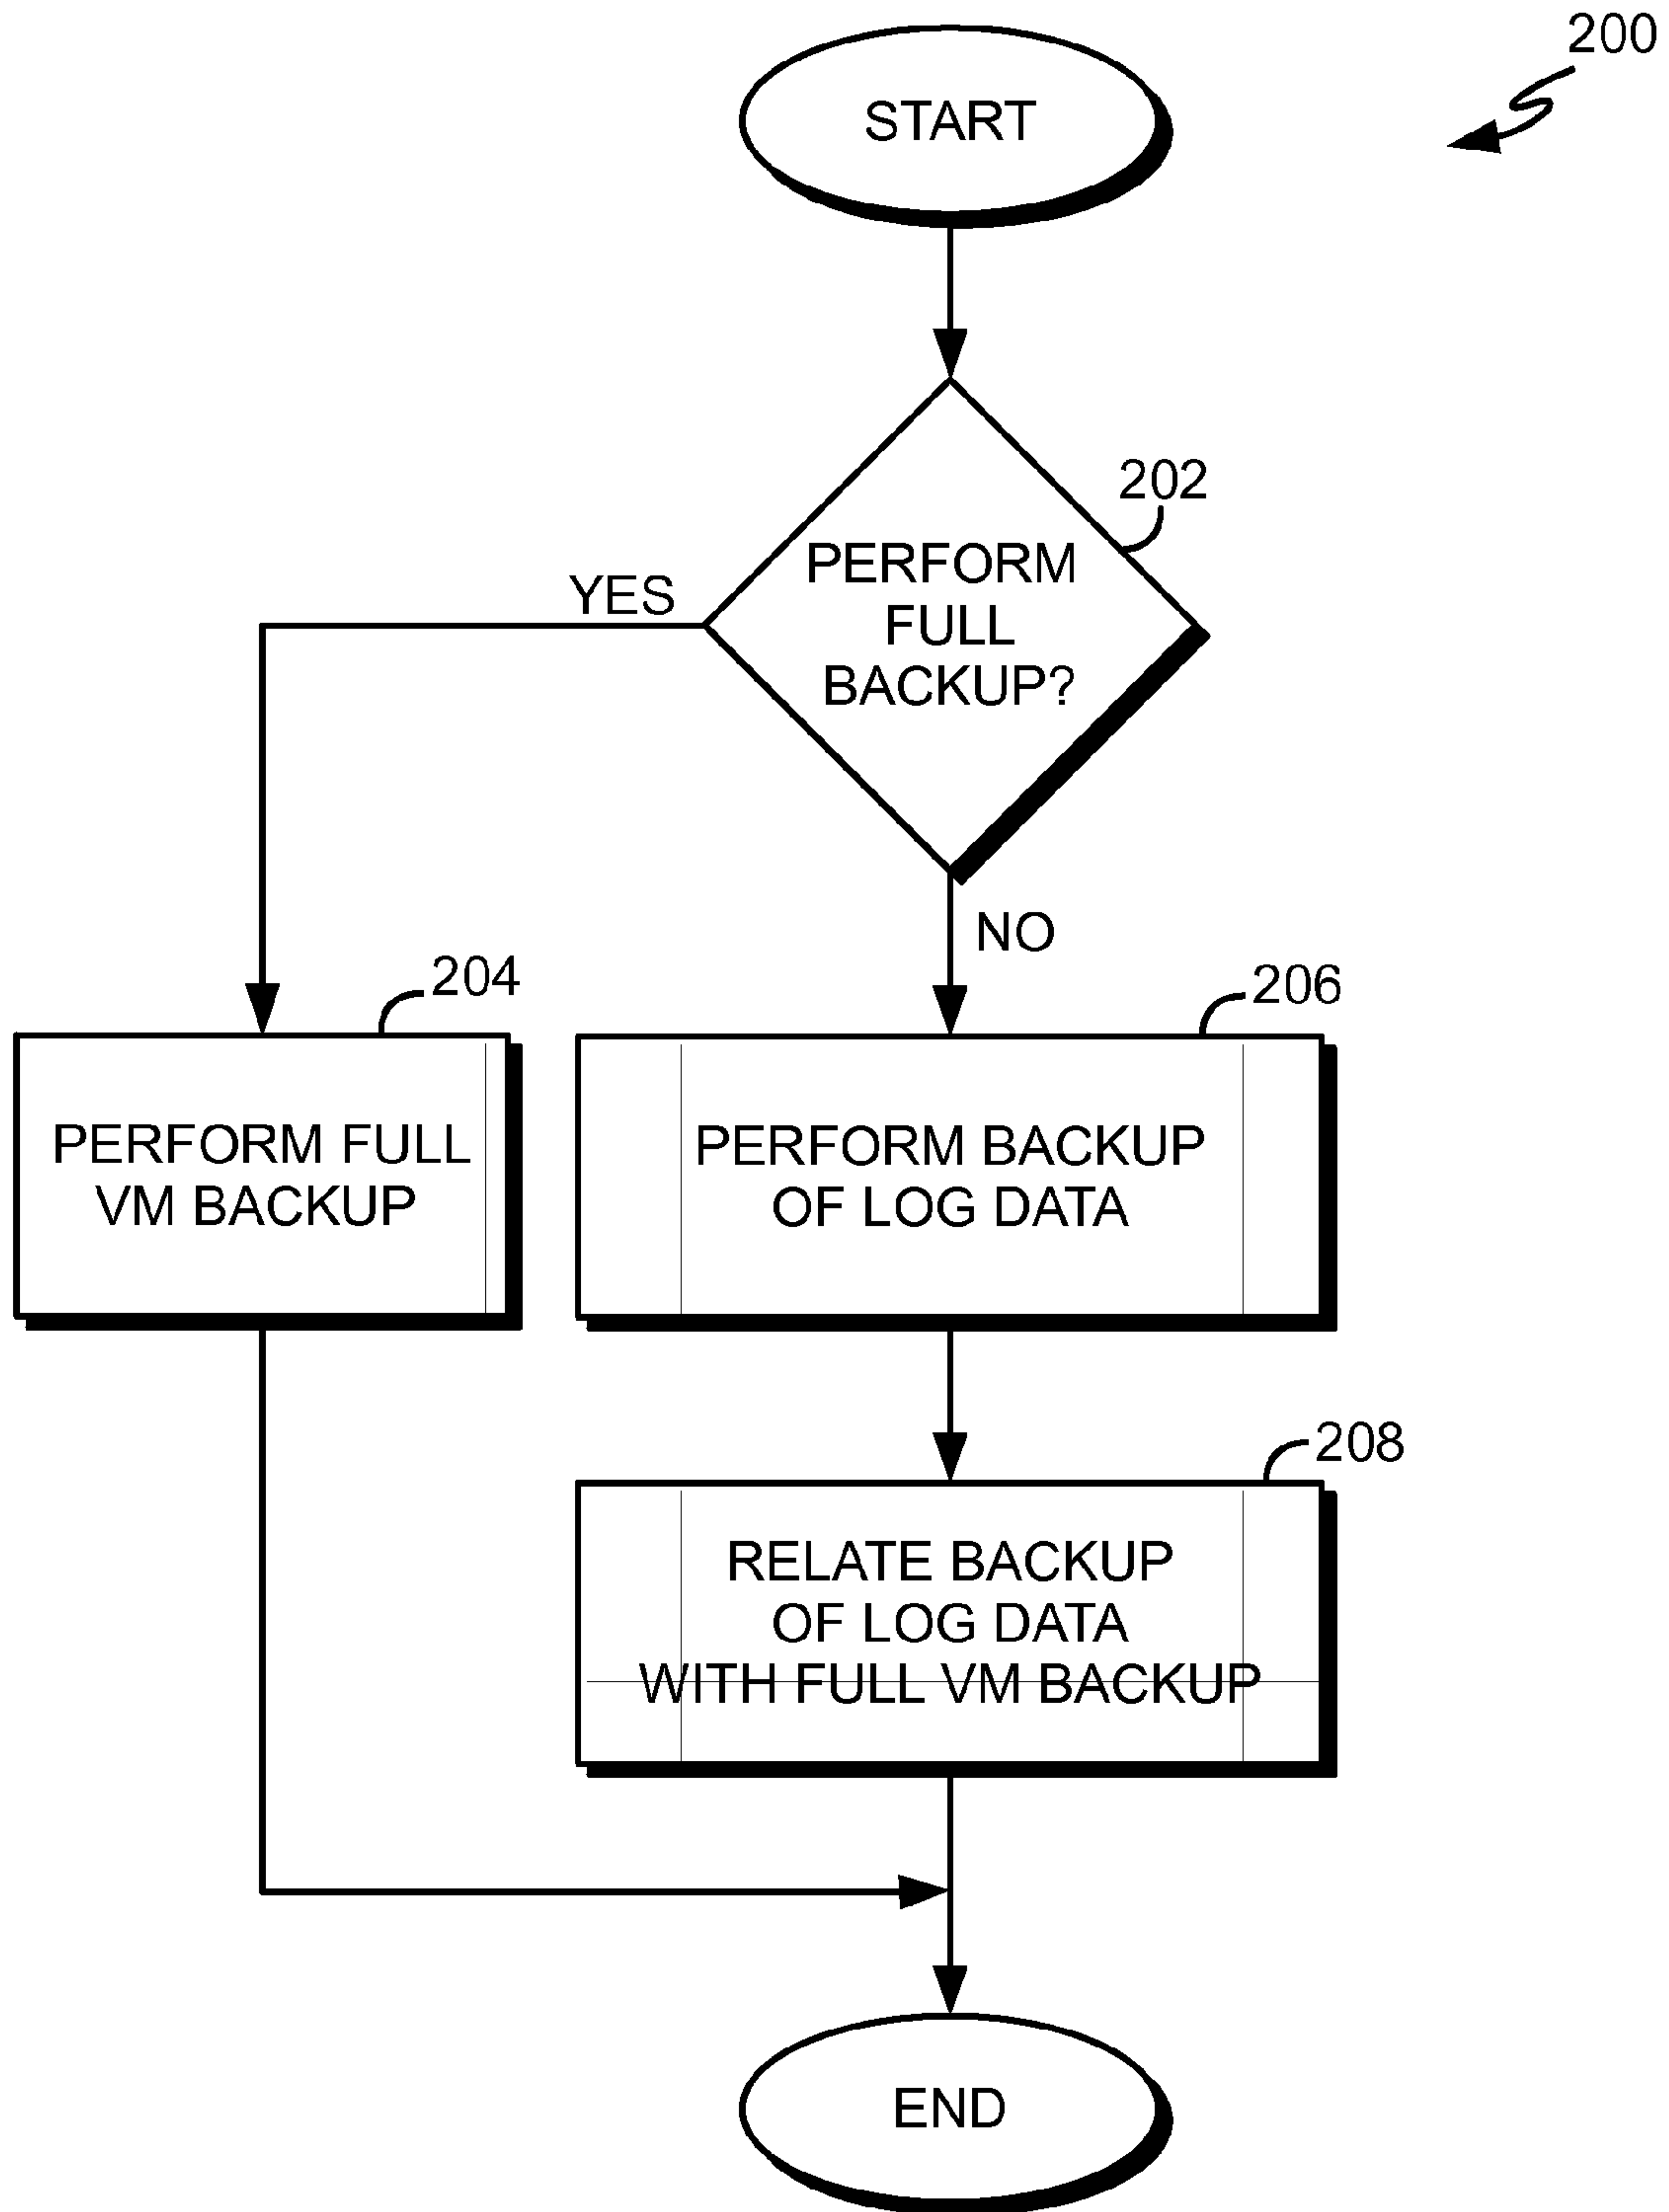 200
START
202
PERFORM
FULL
BACKUP?
YES
NO
204
PERFORM FULL
VM BACKUP
206
PERFORM BACKUP
OF LOG DATA
208
RELATE BACKUP
OF LOG DATA
WITH FULL VM BACKUP
END